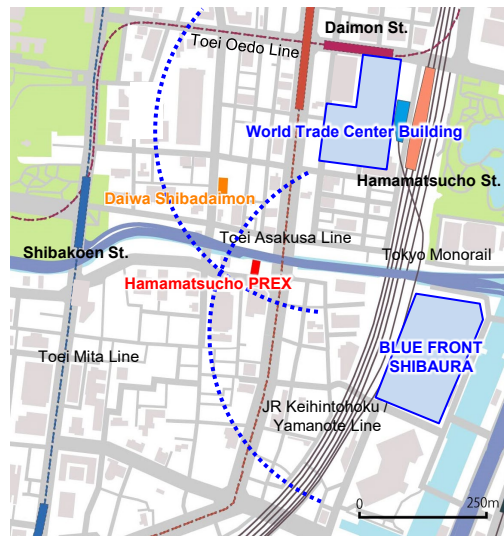 Daimon St.
Toei Oedo Line
World Trade Center Building
Hamamatsucho St.
Daiwa Shibadaimon
Toei Asakusa Line
Shibakoen St.
Tokyo Monorail
Hamamatsucho PREX
BLUE FRONT
SHIBAURA
Toei Mita Line
JR Keihintohoku /
Yamanote Line
0
250m